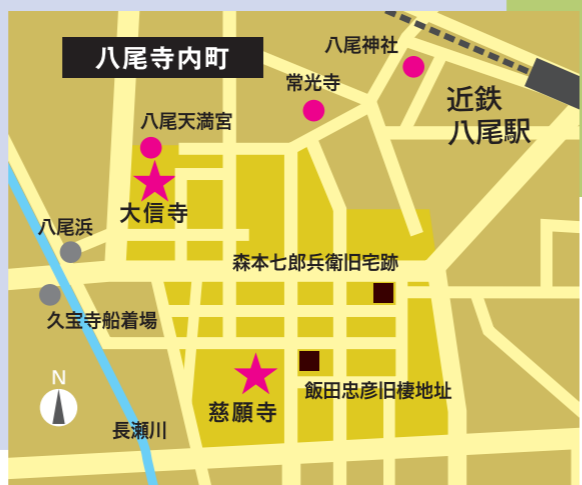 八尾寺内町
八尾神社
常光寺
近鉄
八尾駅
八尾天満宮
大信寺
八尾浜
森本七郎兵衛旧宅跡
久宝寺船着場
飯田忠彦旧棲地址
慈願寺
N
長瀬川